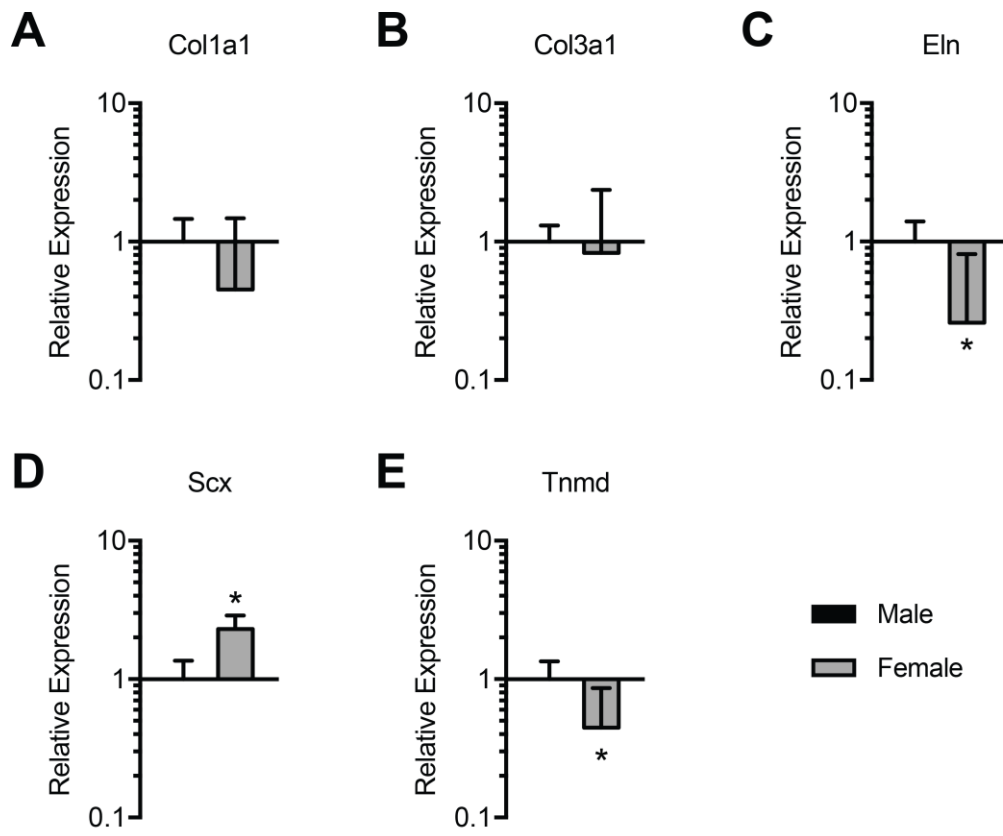 A
Col1a1
Relative Expression
10
1
0.1
B
Col3a1
Relative Expression
10
1
0.1
C
Eln
Relative Expression
10
1
0.1
*
D
Scx
Relative Expression
10
1
0.1
*
E
Tnmd
Relative Expression
10
1
0.1
*
Male
Female